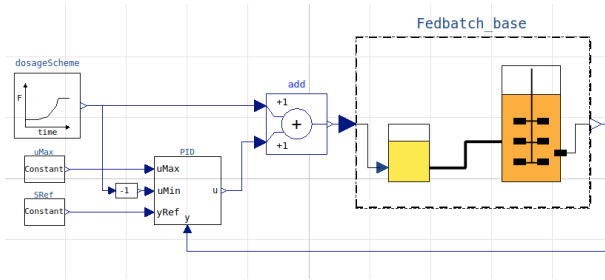 Fedbatch_base
dosageScheme
F
time
add
+1
+
+1
uMax
Constant
PID
uMax
-1
uMin
u
SRef
Constant
yRef
y